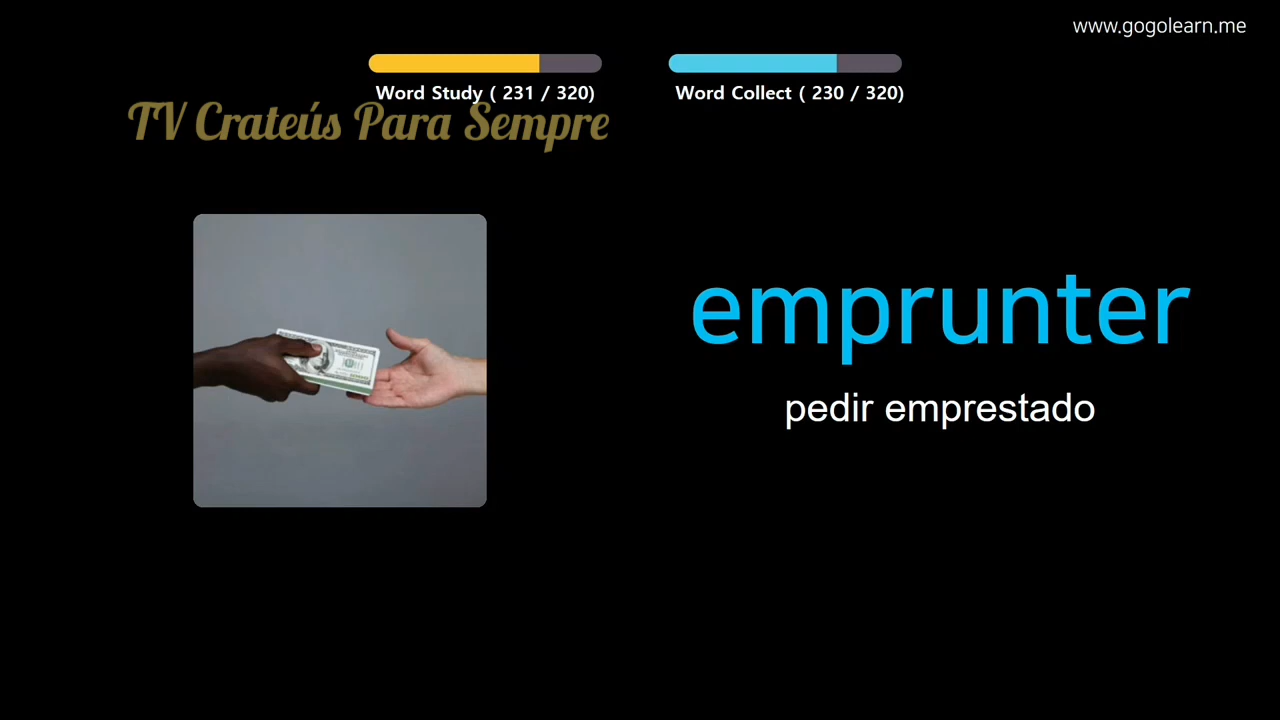 www.gogolearn.me
Word Study ( 231 / 320)
Word Collect ( 230 / 320)
TV Crateús Para Sempre
emprunter
pedir emprestado